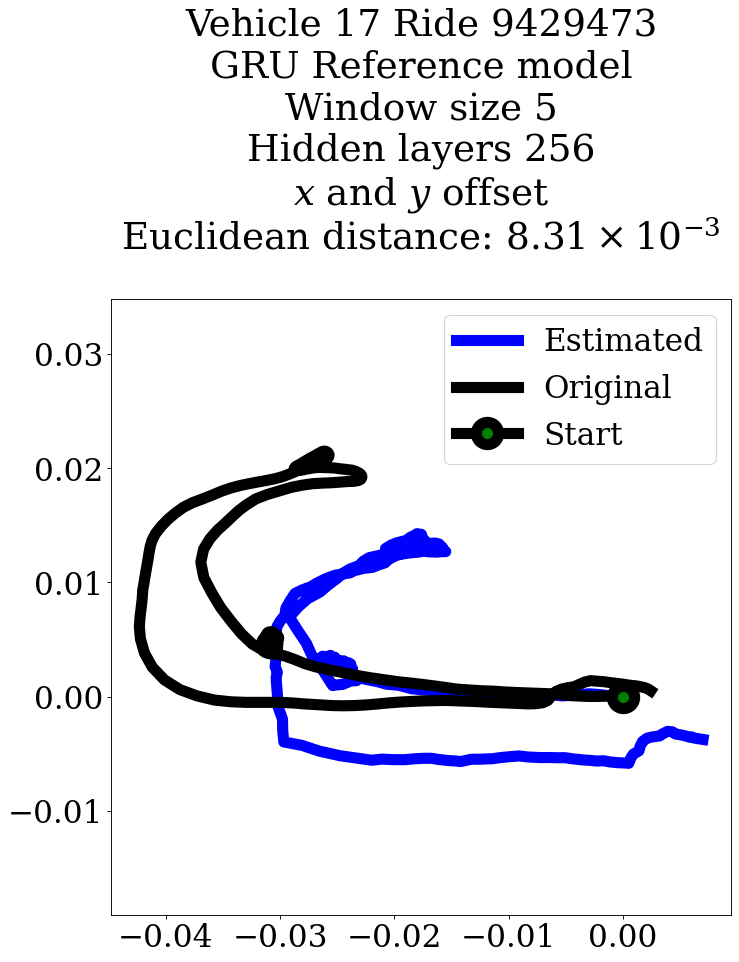 Vehicle 17 Ride 9429473
GRU Reference model
Window size 5
Hidden layers 256
x and y offset
Euclidean distance: 8.31 × 10⁻³
Estimated
Original
Start
0.03
0.02
0.01
0.00
−0.01
−0.04 −0.03 −0.02 −0.01 0.00